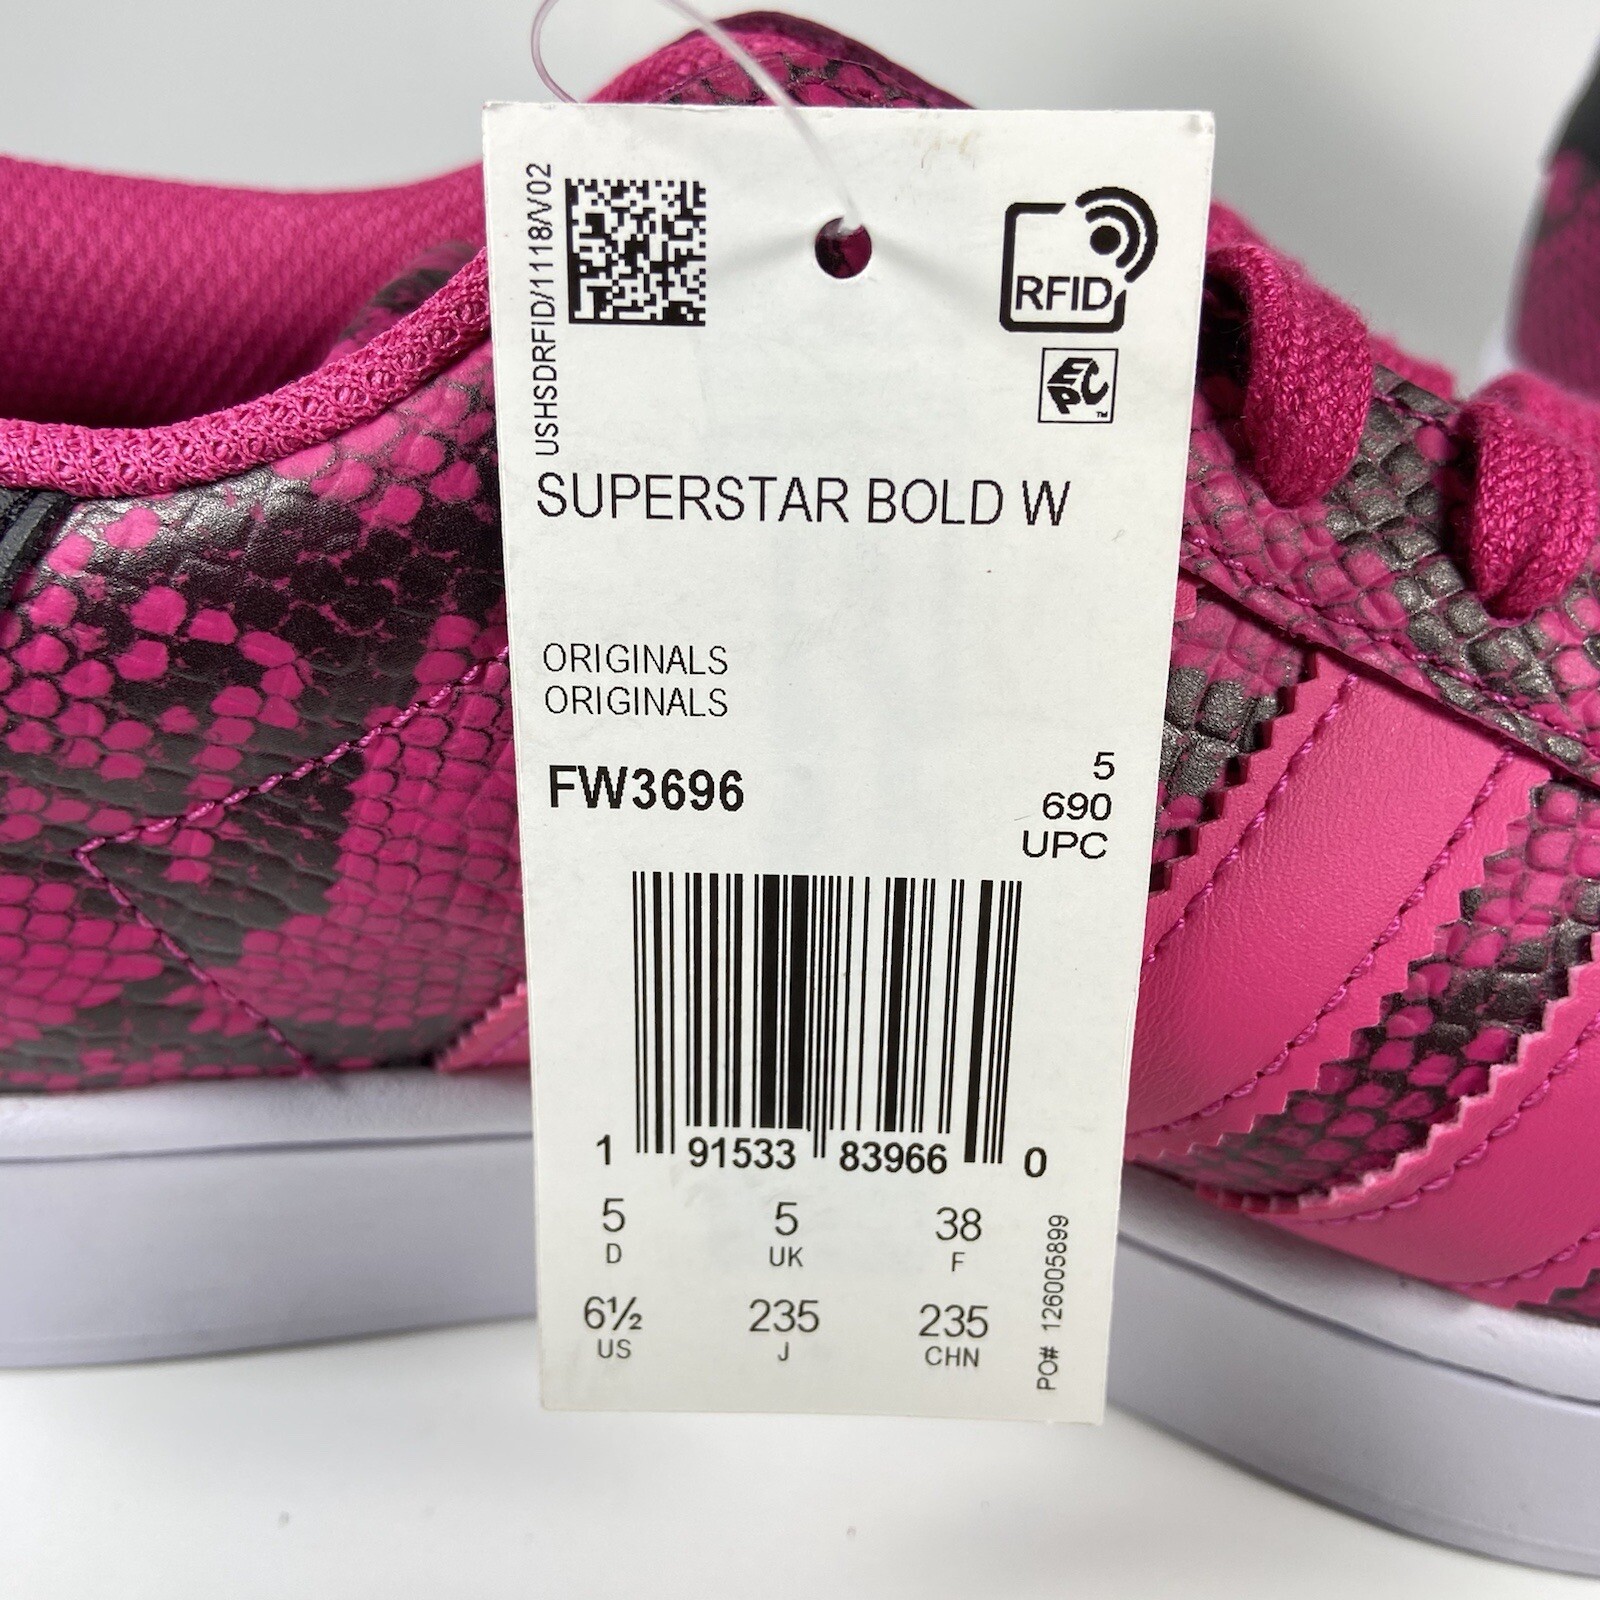 USHSDRFID/1118/V02
RFID
EPC
TM
SUPERSTAR BOLD W
ORIGINALS
ORIGINALS
FW3696
5
690
UPC
1 91533 83966 0
5 5 38
D UK F
6½ 235 235
US J CHN
PO# 126005899